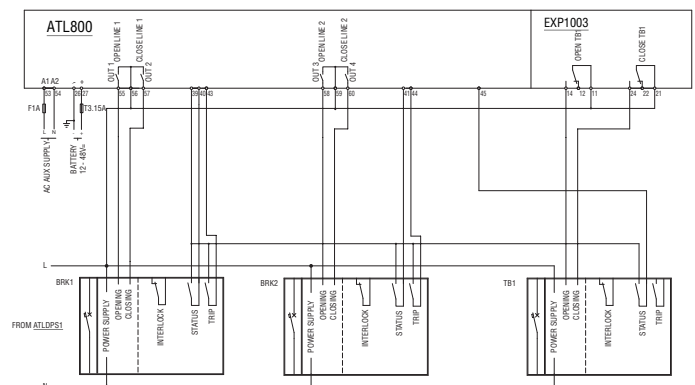 ATL800
EXP1003
OUT 1
OPEN LINE 1
CLOSE LINE 1
OUT 2
OUT 3
OPEN LINE 2
CLOSE LINE 2
OUT 4
OPEN TB1
CLOSE TB1
A1 A2 - +
53 54 26 27 55 56 57 39 40 43 58 59 60 41 44 45 14 12 11 24 22 21
F1A
T3.15A
L N - +
AC AUX SUPPLY
BATTERY
12 - 48V=
L
BRK1
BRK2
TB1
FROM ATLDPS1
POWER SUPPLY
OPENING
CLOSING
INTERLOCK
STATUS
TRIP
POWER SUPPLY
OPENING
CLOSING
INTERLOCK
STATUS
TRIP
POWER SUPPLY
OPENING
CLOSING
INTERLOCK
STATUS
TRIP